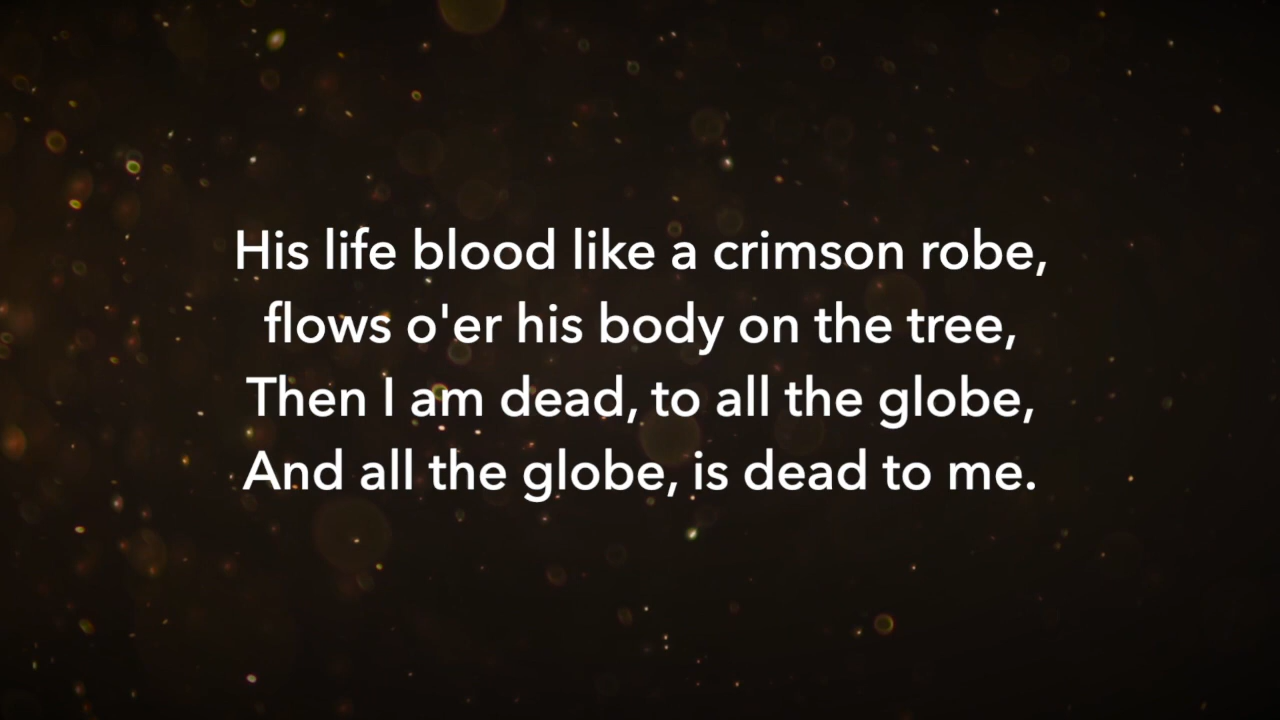 His life blood like a crimson robe,
flows o'er his body on the tree,
Then I am dead, to all the globe,
And all the globe, is dead to me.